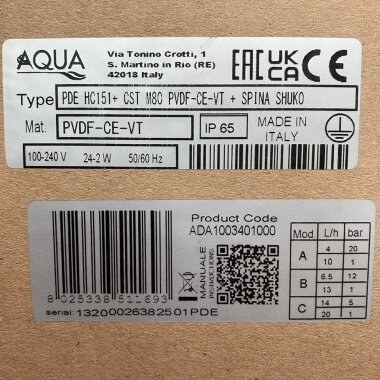 AQUA
Via Tonino Crotti, 1
S. Martino in Rio (RE)
42018 Italy
EAC UK CA CE
Type PDE HC151+ CST M80 PVDF-CE-VT + SPINA SHUKO
Mat. PVDF-CE-VT IP 65 MADE IN ITALY
100-240 V 24-2 W 50/60 Hz
Product Code
ADA1003401000
MANUALE
INSTRUCTIONS
Mod. L/h bar
A 4 20
10 1
B 6.5 12
13 1
C 14 5
20 1
8 025338 511693
serial: 13200026382501PDE